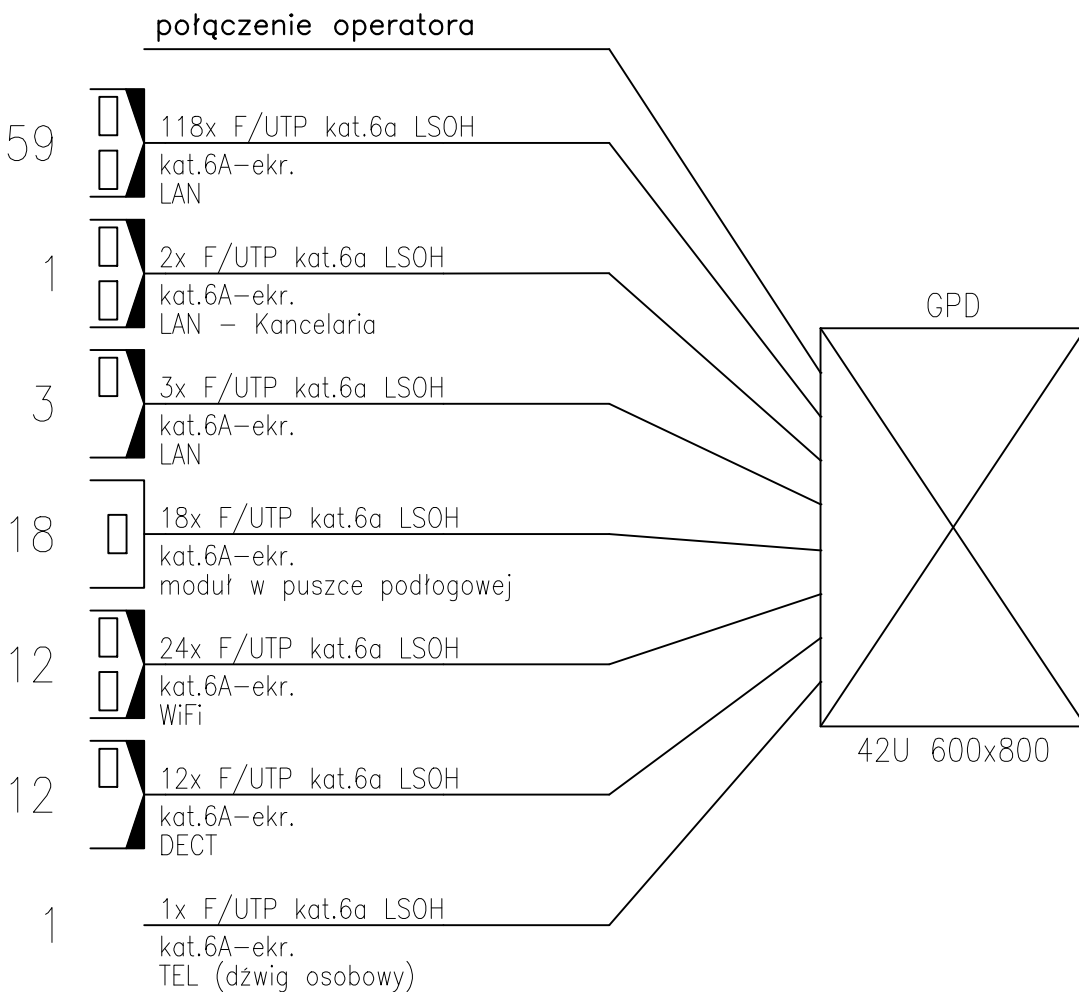 połączenie operatora
59
118x F/UTP kat.6a LSOH
kat.6A-ekr.
LAN
1
2x F/UTP kat.6a LSOH
kat.6A-ekr.
LAN - Kancelaria
GPD
3
3x F/UTP kat.6a LSOH
kat.6A-ekr.
LAN
18
18x F/UTP kat.6a LSOH
kat.6A-ekr.
moduł w puszce podłogowej
12
24x F/UTP kat.6a LSOH
kat.6A-ekr.
WiFi
42U 600x800
12
12x F/UTP kat.6a LSOH
kat.6A-ekr.
DECT
1
1x F/UTP kat.6a LSOH
kat.6A-ekr.
TEL (dźwig osobowy)